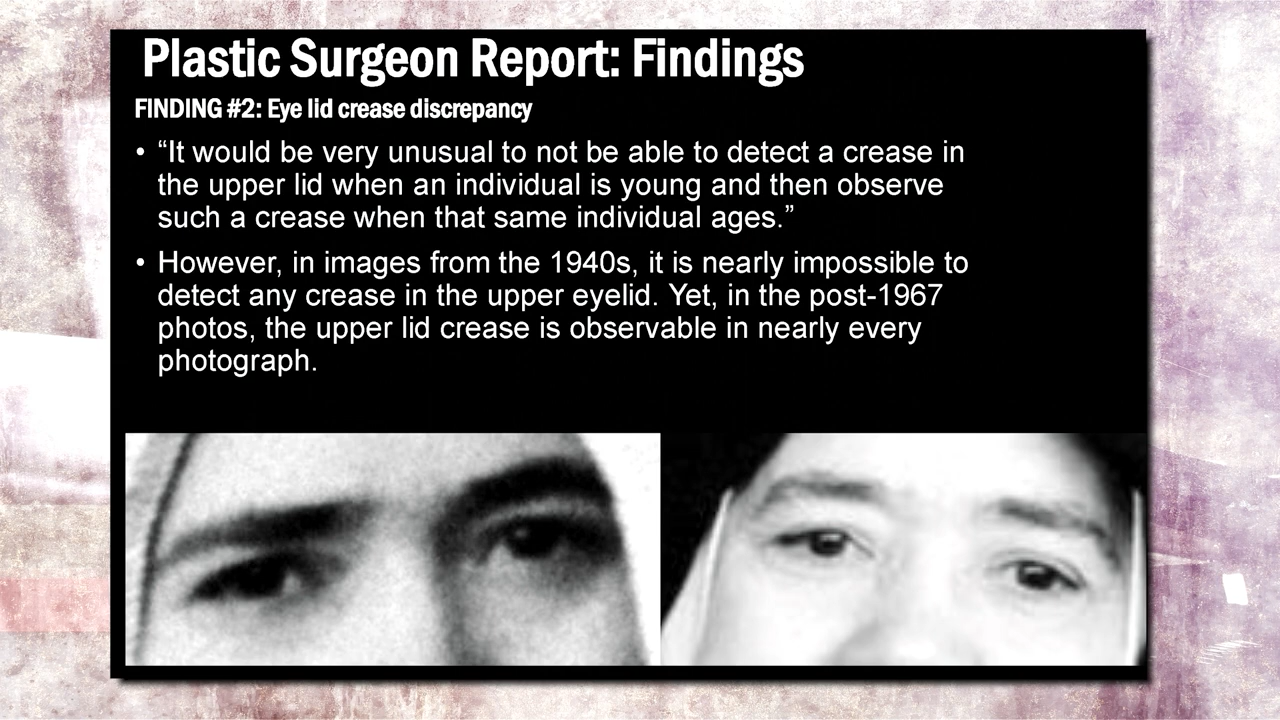 Plastic Surgeon Report: Findings
FINDING #2: Eye lid crease discrepancy
• “It would be very unusual to not be able to detect a crease in
the upper lid when an individual is young and then observe
such a crease when that same individual ages.”
• However, in images from the 1940s, it is nearly impossible to
detect any crease in the upper eyelid. Yet, in the post-1967
photos, the upper lid crease is observable in nearly every
photograph.